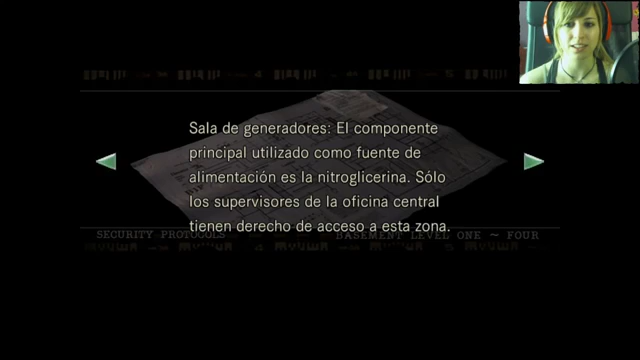 Sala de generadores: El componente
principal utilizado como fuente de
alimentación es la nitroglicerina. Sólo
los supervisores de la oficina central
tienen derecho de acceso a esta zona.
SECURITY PROTOCOLS
BASEMENT LEVEL ONE ~ FOUR